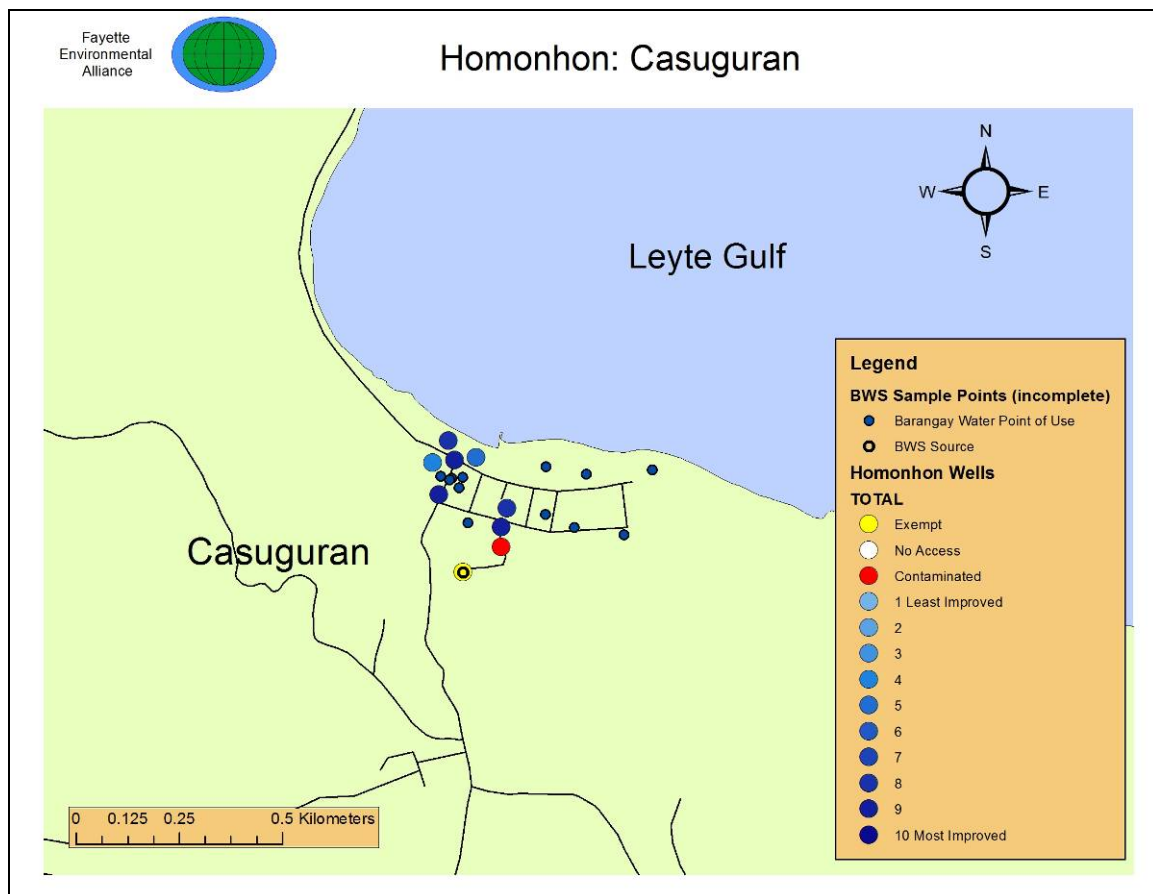 Fayette
Environmental
Alliance
Homonhon: Casuguran
N
W E
S
Leyte Gulf
Casuguran
Legend
BWS Sample Points (incomplete)
Barangay Water Point of Use
BWS Source
Homonhon Wells
TOTAL
Exempt
No Access
Contaminated
1 Least Improved
2
3
4
5
6
7
8
9
10 Most Improved
0 0.125 0.25 0.5 Kilometers